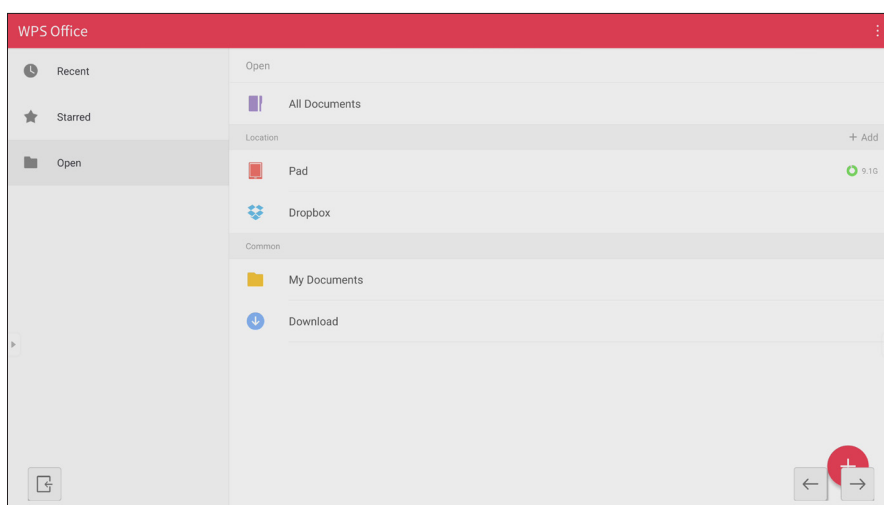 WPS Office
Recent
Starred
Open
Open
All Documents
Location
+ Add
Pad
9.1G
Dropbox
Common
My Documents
Download